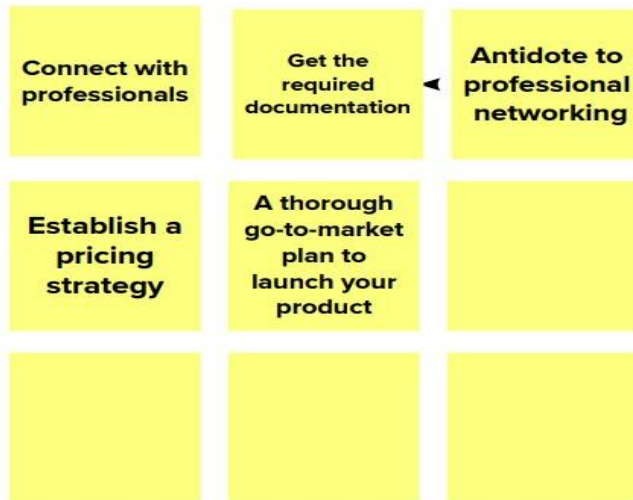 Connect with
professionals
Get the
required
documentation
Antidote to
professional
networking
Establish a
pricing
strategy
A thorough
go-to-market
plan to
launch your
product